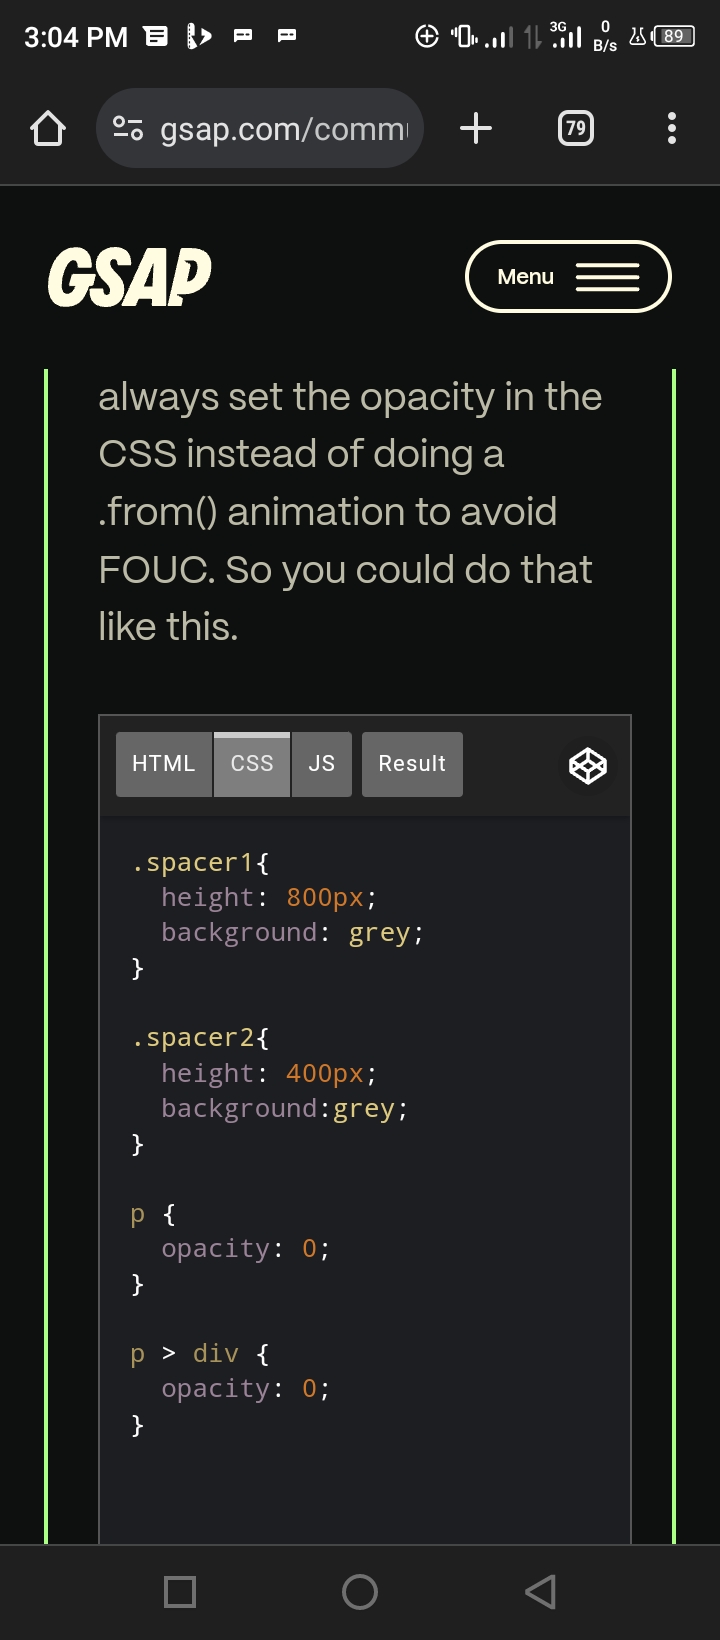 3:04 PM
3G
0
B/s
89
gsap.com/comm
79
GSAP
Menu
always set the opacity in the
CSS instead of doing a
.from() animation to avoid
FOUC. So you could do that
like this.
HTML CSS JS Result
.spacer1{
  height: 800px;
  background: grey;
}
.spacer2{
  height: 400px;
  background:grey;
}
p {
  opacity: 0;
}
p > div {
  opacity: 0;
}